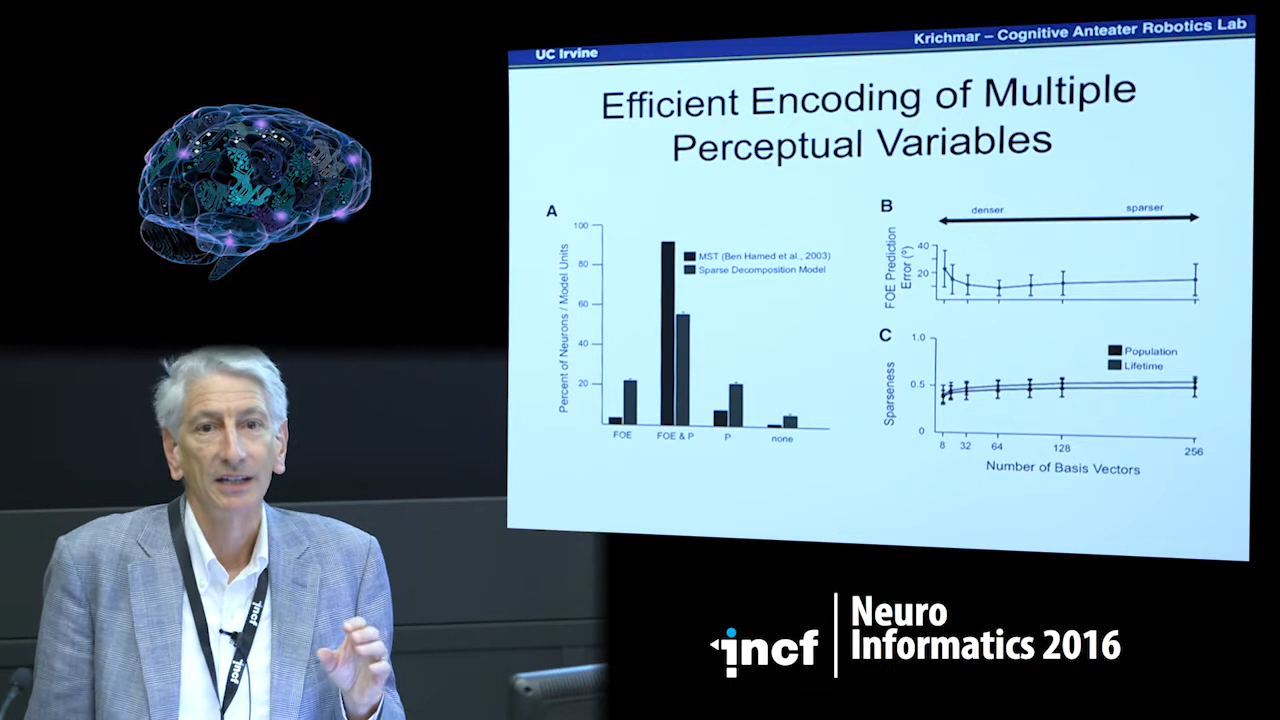 UC Irvine
Krichmar – Cognitive Anteater Robotics Lab
Efficient Encoding of Multiple
Perceptual Variables
A
Percent of Neurons / Model Units
100
80
60
40
20
MST (Ben Hamed et al., 2003)
Sparse Decomposition Model
FOE
FOE & P
P
none
B
denser
sparser
FOE Prediction
Error (°)
40
20
C
Sparseness
1.0
0.5
0
Population
Lifetime
8
32
64
128
256
Number of Basis Vectors
incf
incf
incf
Neuro
Informatics 2016